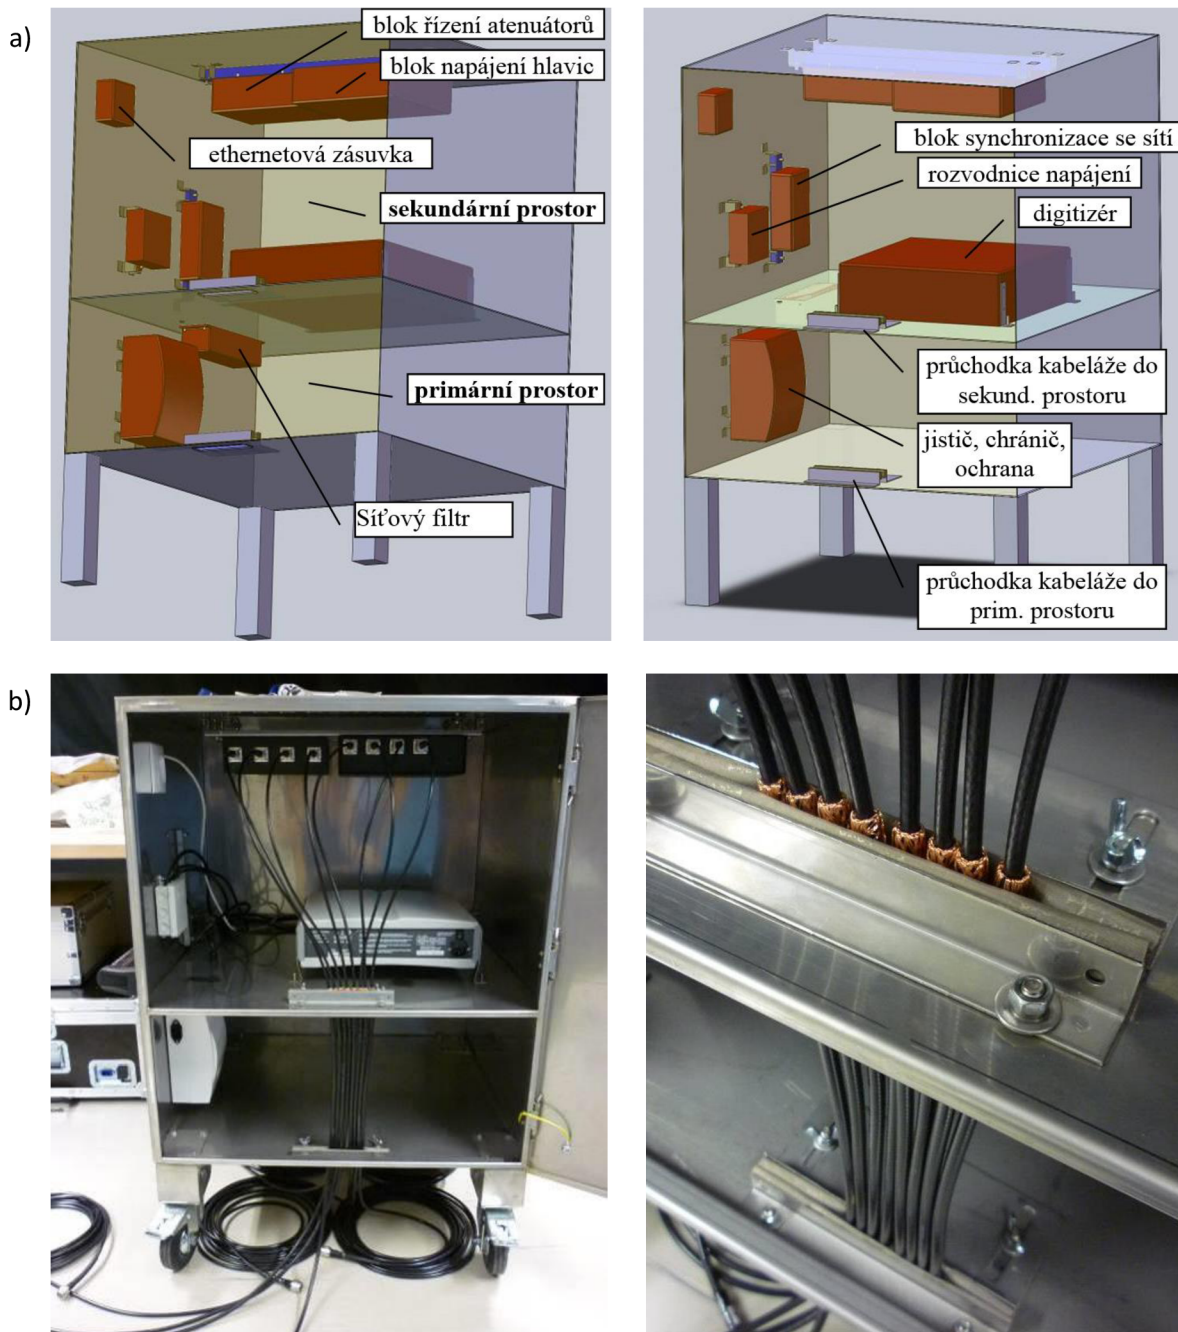 a)
blok řízení atenuátorů
blok napájení hlavic
ethernetová zásuvka
sekundární prostor
primární prostor
Síťový filtr
blok synchronizace se sítí
rozvodnice napájení
digitizér
průchodka kabeláže do
sekund. prostoru
jistič, chránič,
ochrana
průchodka kabeláže do
prim. prostoru
b)